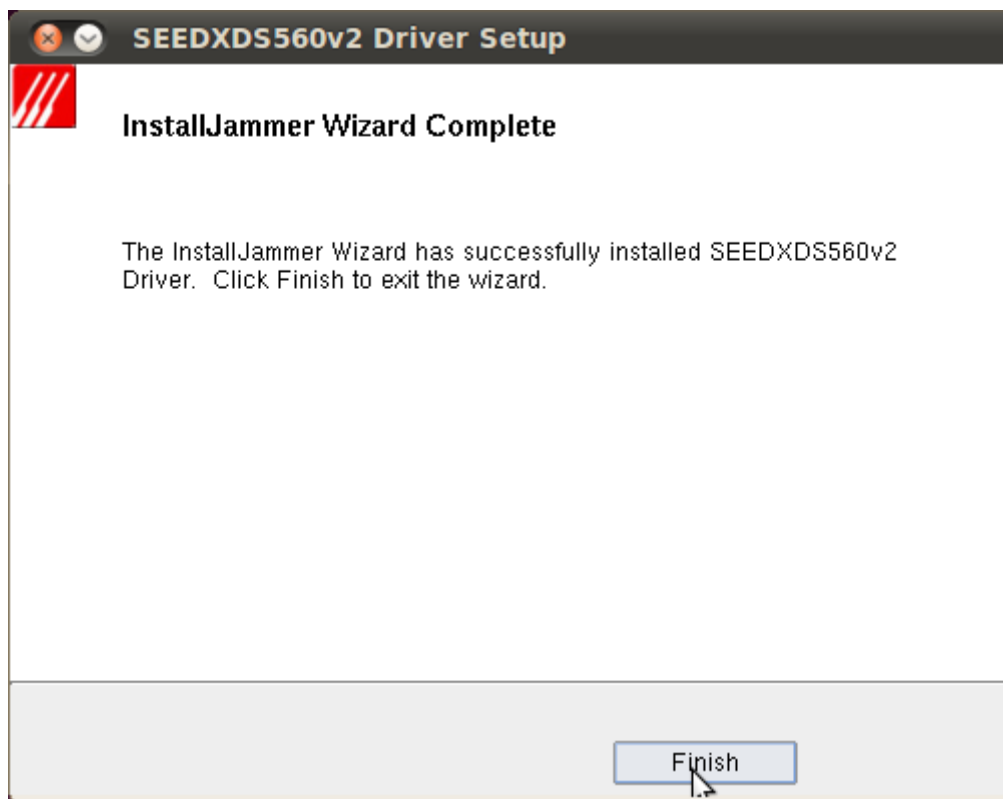 SEEDXDS560v2 Driver Setup
InstallJammer Wizard Complete
The InstallJammer Wizard has successfully installed SEEDXDS560v2
Driver.  Click Finish to exit the wizard.
Finish